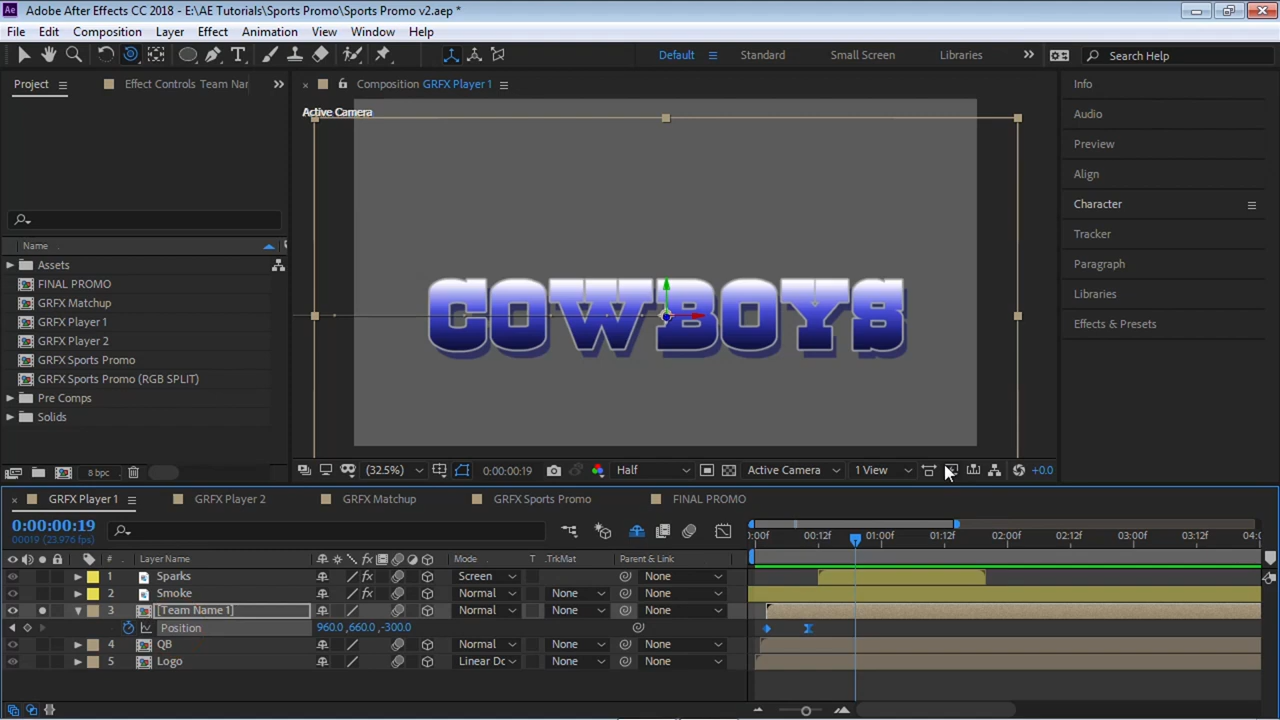 Adobe After Effects CC 2018 - E:\AE Tutorials\Sports Promo\Sports Promo v2.aep *
File Edit Composition Layer Effect Animation View Window Help
Default Standard Small Screen Libraries Search Help
Project Effect Controls Team Nar Composition GRFX Player 1 Info
Active Camera
Audio
Preview
Align
Character
Tracker
Paragraph
Libraries
Effects & Presets
COWBOYS
Name
Assets
FINAL PROMO
GRFX Matchup
GRFX Player 1
GRFX Player 2
GRFX Sports Promo
GRFX Sports Promo (RGB SPLIT)
Pre Comps
Solids
8 bpc (32.5%) 0:00:00:19 Half Active Camera 1 View +0.0
GRFX Player 1 GRFX Player 2 GRFX Matchup GRFX Sports Promo FINAL PROMO
0:00:00:19
00019 (23.976 fps)
:00f 00:12f 01:00f 01:12f 02:00f 02:12f 03:00f 03:12f 04:0
# Layer Name Mode T .TrkMat Parent & Link
1 Sparks Screen None
2 Smoke Normal None None
3 [Team Name 1] Normal None None
Position 960.0,660.0,-300.0
4 QB Normal None None
5 Logo Linear Dc None None